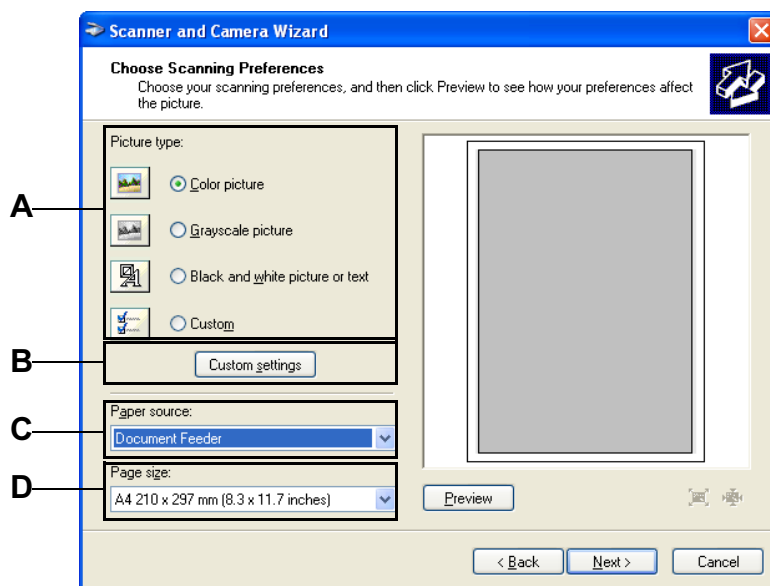 Scanner and Camera Wizard
Choose Scanning Preferences
Choose your scanning preferences, and then click Preview to see how your preferences affect
the picture.
Picture type:
A
Color picture
Grayscale picture
Black and white picture or text
Custom
B
Custom settings
Paper source:
C
Document Feeder
Page size:
D
A4 210 x 297 mm (8.3 x 11.7 inches)
Preview
< Back
Next >
Cancel